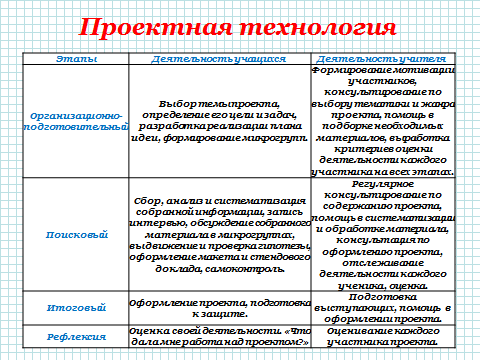 Проектная технология
Этапы
Деятельность учащихся
Деятельность учителя
Организационно-
подготовительный
Выбор темы проекта,
определение его цели и задач,
разработка реализации плана
идеи, формирование микрогрупп.
Формирование мотивации
участников,
консультирование по
выбору тематики и жанра
проекта, помощь в
подборке необходимых
материалов, выработка
критериев оценки
деятельности каждого
участника на всех этапах.
Поисковый
Сбор, анализ и систематизация
собранной информации, запись
интервью, обсуждение собранного
материала в микрогруппах,
выдвижение и проверка гипотезы,
оформление макета и стендового
доклада, самоконтроль.
Регулярное
консультирование по
содержанию проекта,
помощь в систематизации
и обработке материала,
консультация по
оформлению проекта,
отслеживание
деятельности каждого
ученика, оценка.
Итоговый
Оформление проекта, подготовка
к защите.
Подготовка
выступающих, помощь в
оформлении проекта.
Рефлексия
Оценка своей деятельности. «Что
дала мне работа над проектом?»
Оценивание каждого
участника проекта.